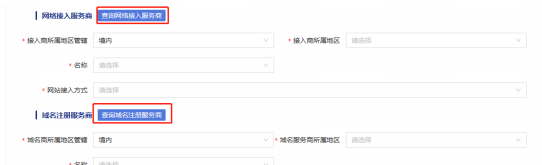 网络接入服务商 查询网络接入服务商
* 接入商所属地区管辖 境内 * 接入商所属地区 请选择
* 名称 请选择
* 网站接入方式 请选择
域名注册服务商 查询域名注册服务商
* 域名商所属地区管辖 境内 * 域名服务商所属地区 请选择
* 名称 请选择